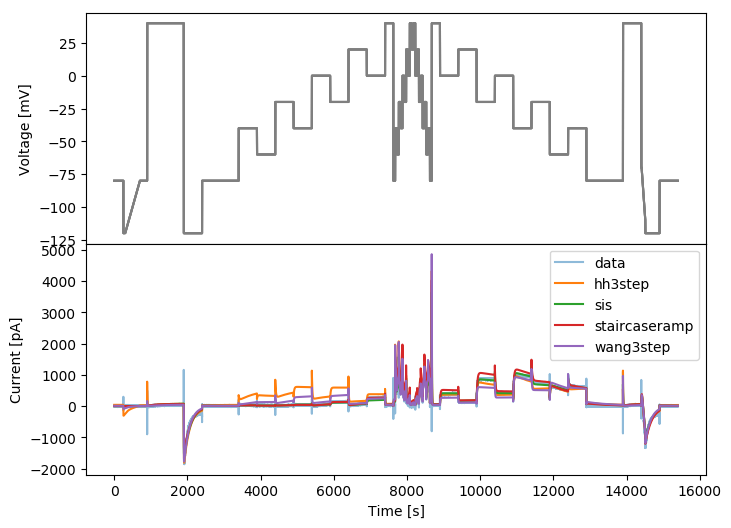 25
0
−25
−50
−75
−100
−125
Voltage [mV]
5000
4000
3000
2000
1000
0
−1000
−2000
Current [pA]
data
hh3step
sis
staircaseramp
wang3step
0 2000 4000 6000 8000 10000 12000 14000 16000
Time [s]